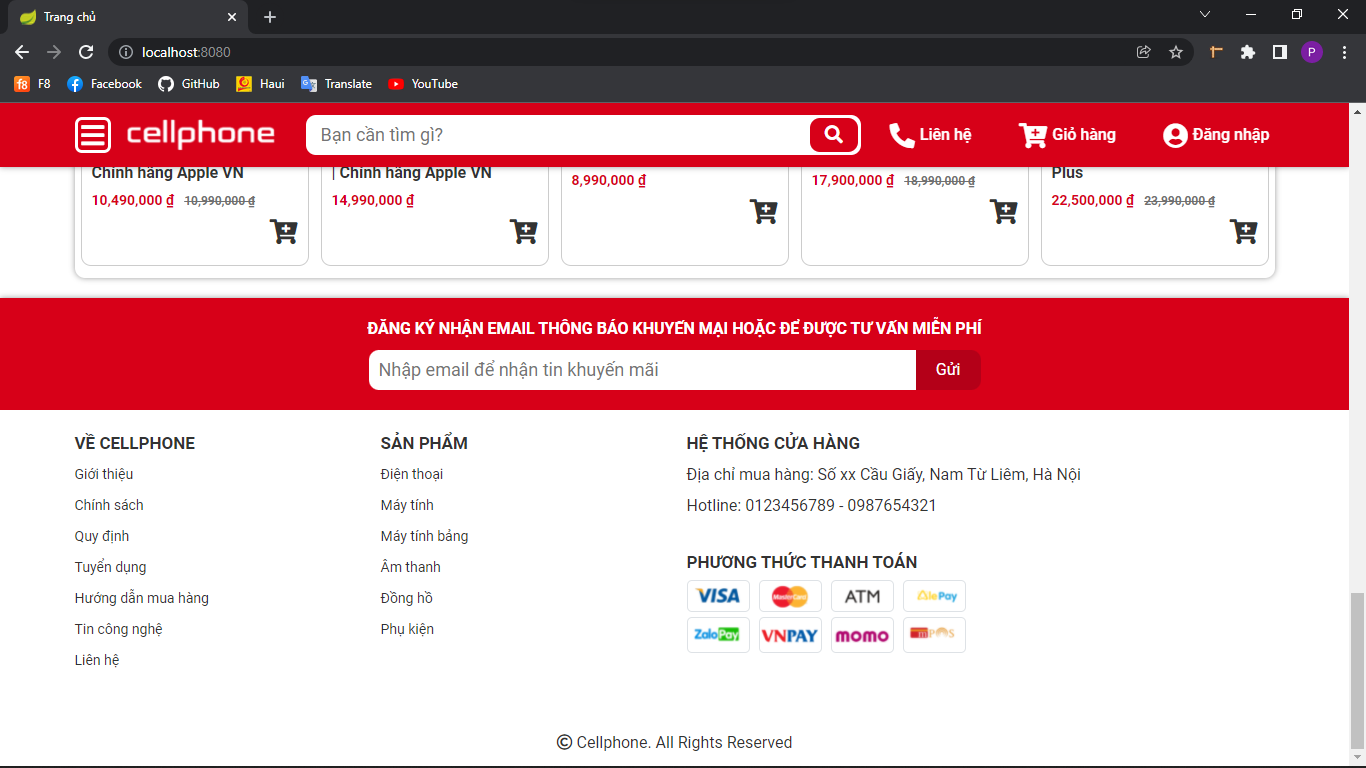 Trang chủ
localhost:8080
F8
Facebook
GitHub
Haui
Translate
YouTube
P
cellphone
Bạn cần tìm gì?
Liên hệ
Giỏ hàng
Đăng nhập
Chính hãng Apple VN
10,490,000 ₫ 10,990,000 ₫
| Chính hãng Apple VN
14,990,000 ₫
8,990,000 ₫
17,900,000 ₫ 18,990,000 ₫
Plus
22,500,000 ₫ 23,990,000 ₫
ĐĂNG KÝ NHẬN EMAIL THÔNG BÁO KHUYẾN MẠI HOẶC ĐỂ ĐƯỢC TƯ VẤN MIỄN PHÍ
Nhập email để nhận tin khuyến mãi
Gửi
VỀ CELLPHONE
Giới thiệu
Chính sách
Quy định
Tuyển dụng
Hướng dẫn mua hàng
Tin công nghệ
Liên hệ
SẢN PHẨM
Điện thoại
Máy tính
Máy tính bảng
Âm thanh
Đồng hồ
Phụ kiện
HỆ THỐNG CỬA HÀNG
Địa chỉ mua hàng: Số xx Cầu Giấy, Nam Từ Liêm, Hà Nội
Hotline: 0123456789 - 0987654321
PHƯƠNG THỨC THANH TOÁN
VISA MasterCard ATM AlePay
ZaloPay VNPAY momo mPOS
© Cellphone. All Rights Reserved